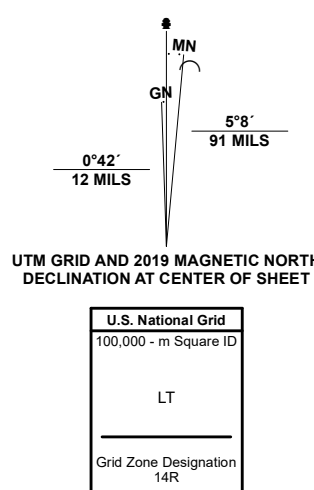 MN
GN
5°8´
91 MILS
0°42´
12 MILS
UTM GRID AND 2019 MAGNETIC NORTH
DECLINATION AT CENTER OF SHEET
U.S. National Grid
100,000 - m Square ID
LT
Grid Zone Designation
14R